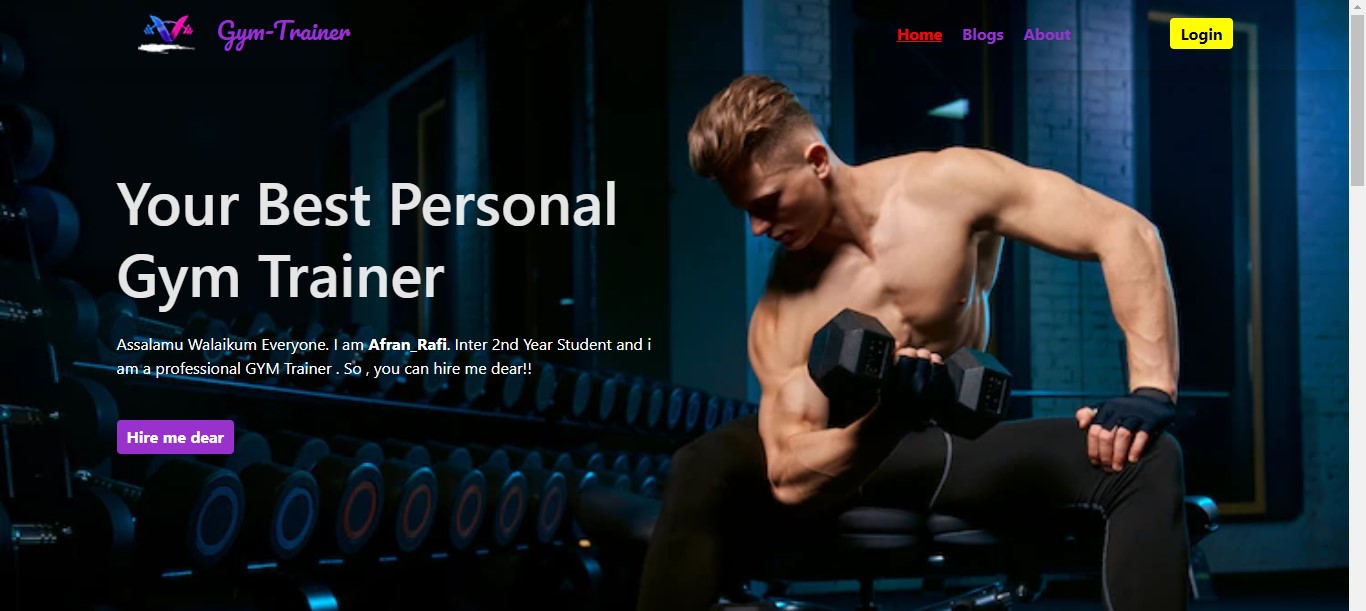 Gym-Trainer
Home Blogs About
Login
Your Best Personal
Gym Trainer
Assalamu Walaikum Everyone. I am Afran_Rafi. Inter 2nd Year Student and i
am a professional GYM Trainer . So , you can hire me dear!!
Hire me dear